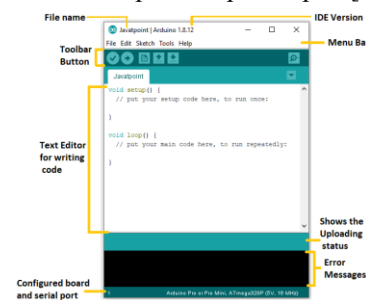 File name
IDE Version
Javatpoint | Arduino 1.8.12
File Edit Sketch Tools Help
Menu Ba
Toolbar
Button
Javatpoint
void setup() {
// put your setup code here, to run once:
}
void loop() {
// put your main code here, to run repeatedly:
}
Text Editor
for writing
code
Shows the
Uploading
status
Error
Messages
Configured board
and serial port
Arduino Pro or Pro Mini, ATmega328P (5V, 16 MHz)